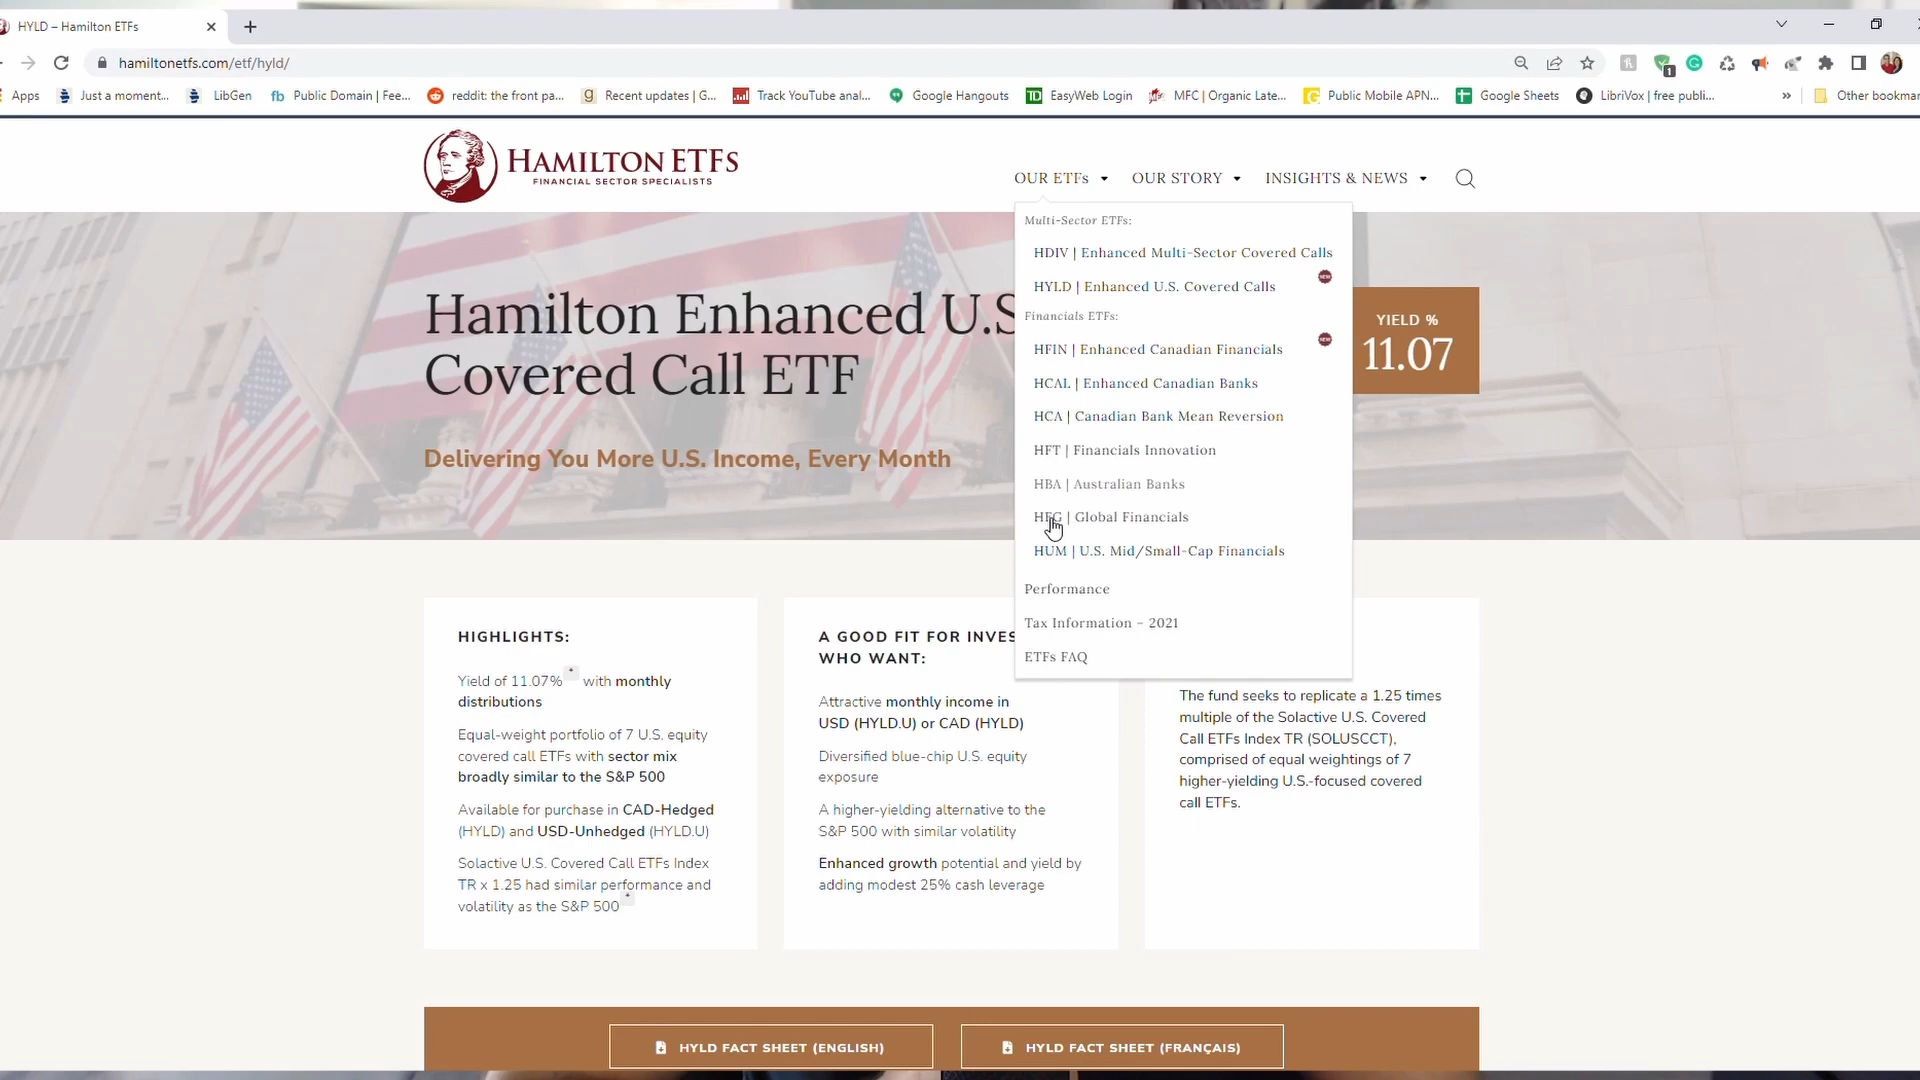 HYLD – Hamilton ETFs
hamiltonetfs.com/etf/hyld/
1
Apps
Just a moment...
LibGen
fb Public Domain | Fee...
reddit: the front pa...
g Recent updates | G...
Track YouTube anal...
Google Hangouts
TD EasyWeb Login
MFC | Organic Late...
Public Mobile APN...
Google Sheets
LibriVox | free publi...
»
Other bookmar
HAMILTON ETFS
FINANCIAL SECTOR SPECIALISTS
OUR ETFs
OUR STORY
INSIGHTS & NEWS
Multi-Sector ETFs:
HDIV | Enhanced Multi-Sector Covered Calls
NEW
HYLD | Enhanced U.S. Covered Calls
Financials ETFs:
NEW
HFIN | Enhanced Canadian Financials
HCAL | Enhanced Canadian Banks
HCA | Canadian Bank Mean Reversion
HFT | Financials Innovation
HBA | Australian Banks
HFG | Global Financials
HUM | U.S. Mid/Small-Cap Financials
Performance
Tax Information – 2021
ETFs FAQ
Hamilton Enhanced U.S
Covered Call ETF
Delivering You More U.S. Income, Every Month
YIELD %
11.07
HIGHLIGHTS:
Yield of 11.07%* with monthly
distributions
Equal-weight portfolio of 7 U.S. equity
covered call ETFs with sector mix
broadly similar to the S&P 500
Available for purchase in CAD-Hedged
(HYLD) and USD-Unhedged (HYLD.U)
Solactive U.S. Covered Call ETFs Index
TR x 1.25 had similar performance and
volatility as the S&P 500*
A GOOD FIT FOR INVES
WHO WANT:
Attractive monthly income in
USD (HYLD.U) or CAD (HYLD)
Diversified blue-chip U.S. equity
exposure
A higher-yielding alternative to the
S&P 500 with similar volatility
Enhanced growth potential and yield by
adding modest 25% cash leverage
The fund seeks to replicate a 1.25 times
multiple of the Solactive U.S. Covered
Call ETFs Index TR (SOLUSCCT),
comprised of equal weightings of 7
higher-yielding U.S.-focused covered
call ETFs.
HYLD FACT SHEET (ENGLISH)
HYLD FACT SHEET (FRANÇAIS)